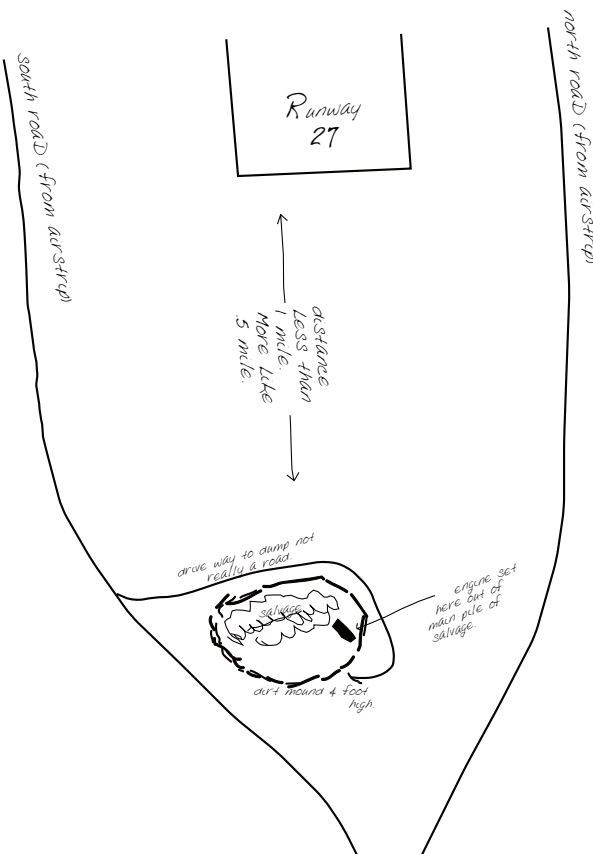 south road (from airstrip)
north road (from airstrip)
Runway
27
distance
Less than
1 mile.
More Like
.5 mile.
drive way to dump not
really a road.
salvage
engine set
here out of
main pile of
salvage.
dirt mound 4 foot
high.